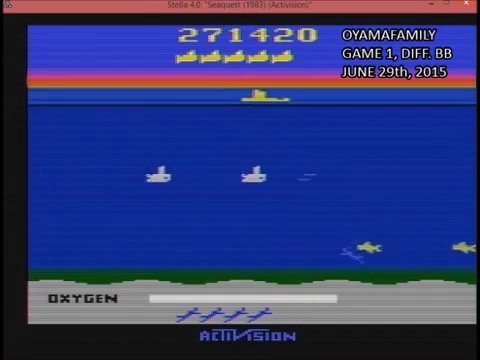 Stella 4.0: "Seaquest (1983) (Activision)"
271420
OYAMAFAMILY
GAME 1, DIFF. BB
JUNE 29th, 2015
OXYGEN
ACTIVISION